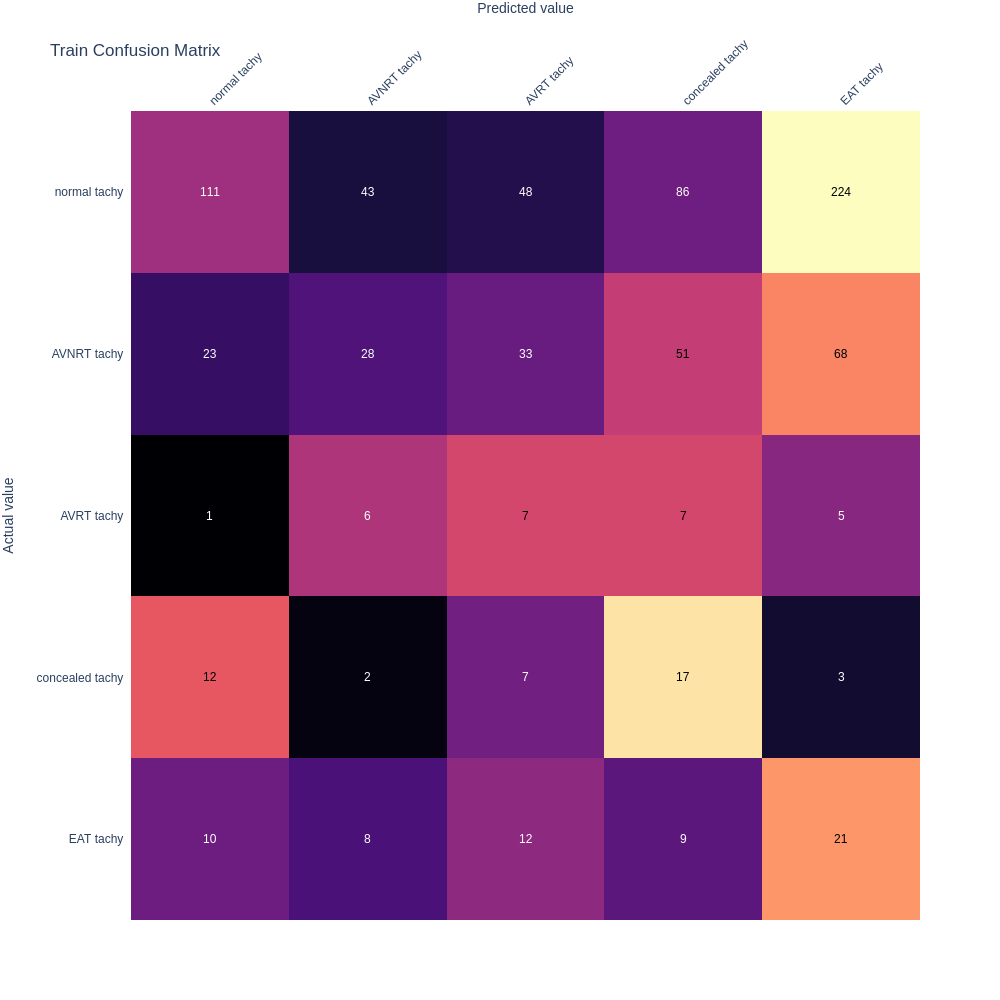 Predicted value
Train Confusion Matrix
normal tachy AVNRT tachy AVRT tachy concealed tachy EAT tachy
normal tachy 111 43 48 86 224
AVNRT tachy 23 28 33 51 68
Actual value
AVRT tachy 1 6 7 7 5
concealed tachy 12 2 7 17 3
EAT tachy 10 8 12 9 21